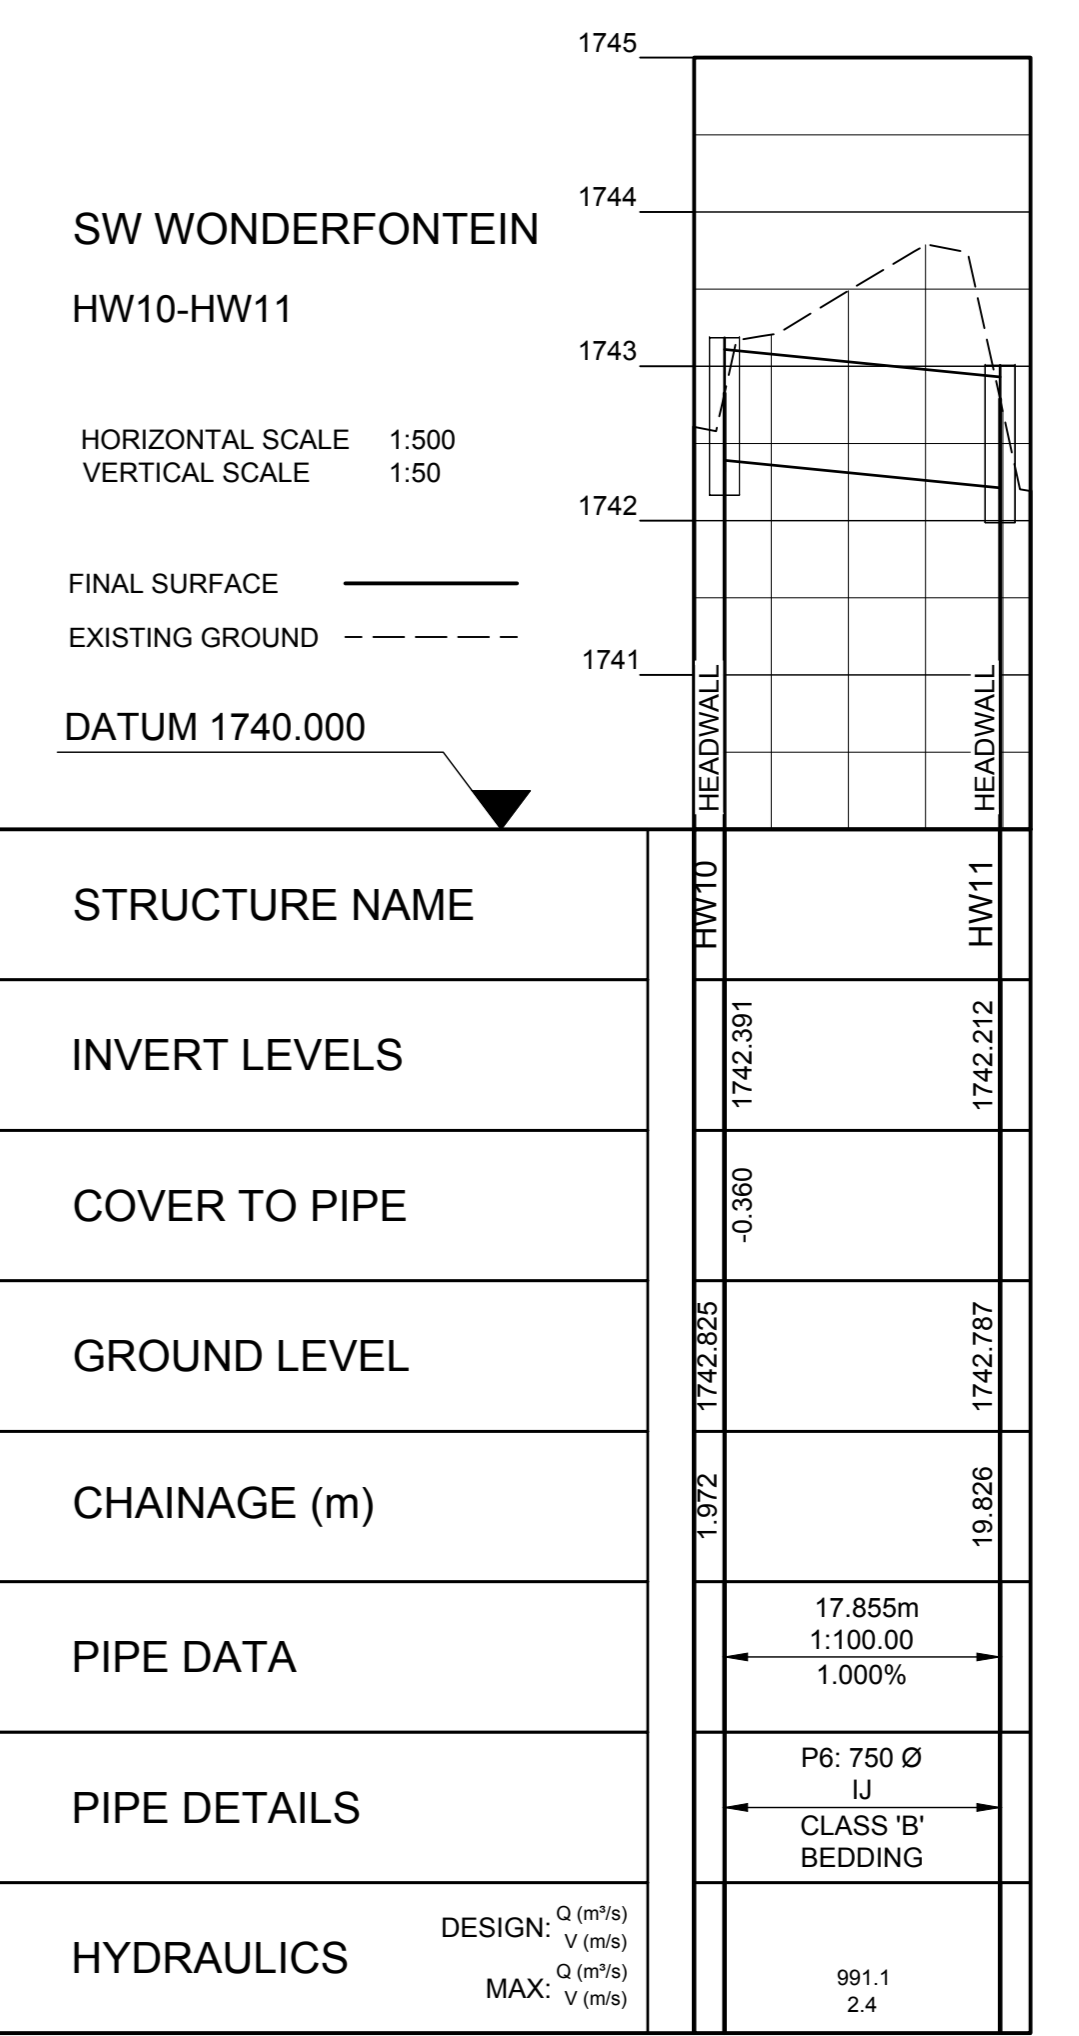 1745
1744
SW WONDERFONTEIN
HW10-HW11
1743
HORIZONTAL SCALE 1:500
VERTICAL SCALE 1:50
1742
FINAL SURFACE
EXISTING GROUND
1741
DATUM 1740.000
HEADWALL
HEADWALL
STRUCTURE NAME
HW10
HW11
INVERT LEVELS
1742.391
1742.212
COVER TO PIPE
-0.360
GROUND LEVEL
1742.825
1742.787
CHAINAGE (m)
1.972
19.826
PIPE DATA
17.855m
1:100.00
1.000%
PIPE DETAILS
P6: 750 Ø
IJ
CLASS 'B'
BEDDING
HYDRAULICS
DESIGN: Q (m³/s)
V (m/s)
MAX: Q (m³/s)
V (m/s)
991.1
2.4